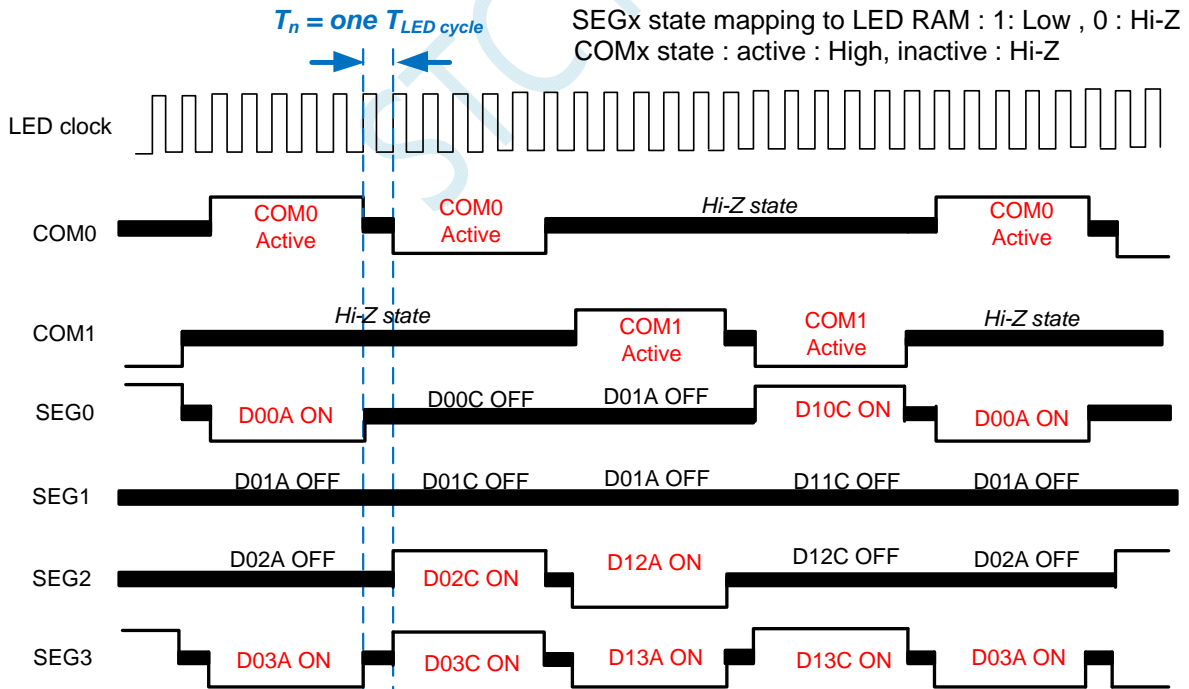 Tn = one TLED cycle
SEGx state mapping to LED RAM : 1: Low , 0 : Hi-Z
COMx state : active : High, inactive : Hi-Z
LED clock
COM0
COM0 Active
COM0 Active
Hi-Z state
COM0 Active
COM1
Hi-Z state
COM1 Active
COM1 Active
Hi-Z state
SEG0
D00A ON
D00C OFF
D01A OFF
D10C ON
D00A ON
SEG1
D01A OFF
D01C OFF
D01A OFF
D11C OFF
D01A OFF
SEG2
D02A OFF
D02C ON
D12A ON
D12C OFF
D02A OFF
SEG3
D03A ON
D03C ON
D13A ON
D13C ON
D03A ON